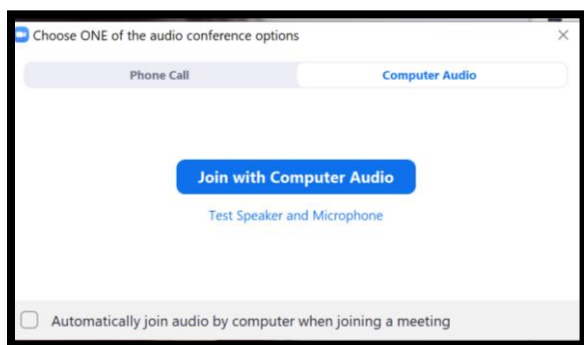 Choose ONE of the audio conference options
Phone Call
Computer Audio
Join with Computer Audio
Test Speaker and Microphone
Automatically join audio by computer when joining a meeting